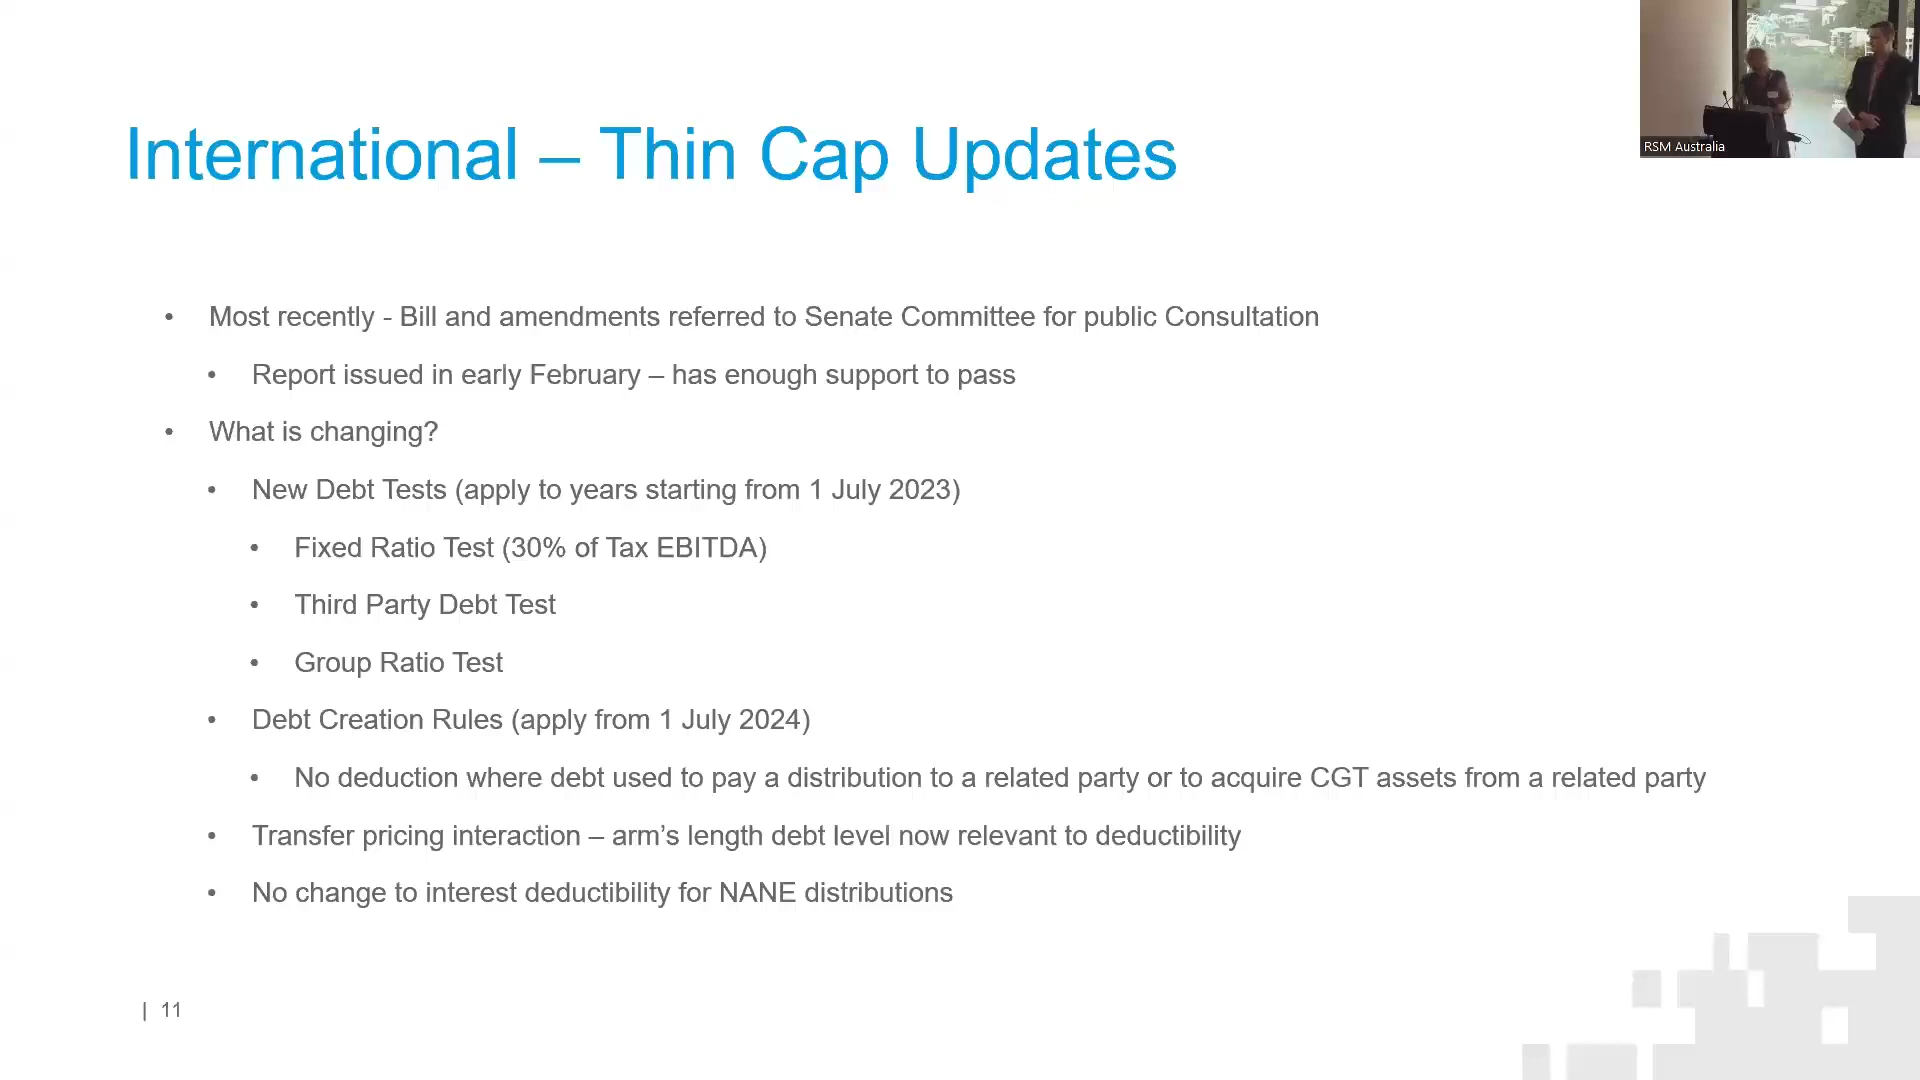 RSM Australia
International – Thin Cap Updates
• Most recently - Bill and amendments referred to Senate Committee for public Consultation
• Report issued in early February – has enough support to pass
• What is changing?
• New Debt Tests (apply to years starting from 1 July 2023)
• Fixed Ratio Test (30% of Tax EBITDA)
• Third Party Debt Test
• Group Ratio Test
• Debt Creation Rules (apply from 1 July 2024)
• No deduction where debt used to pay a distribution to a related party or to acquire CGT assets from a related party
• Transfer pricing interaction – arm’s length debt level now relevant to deductibility
• No change to interest deductibility for NANE distributions
| 11